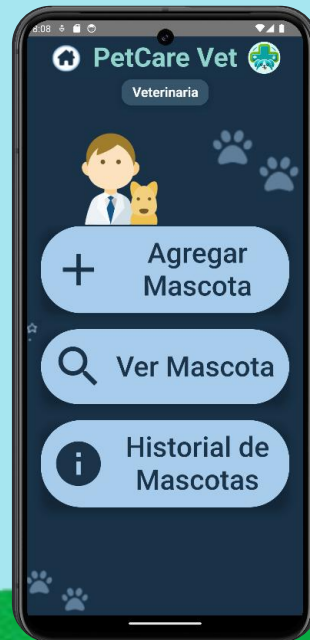 8:08
PetCare Vet
Veterinaria
Agregar
Mascota
Ver Mascota
Historial de
Mascotas